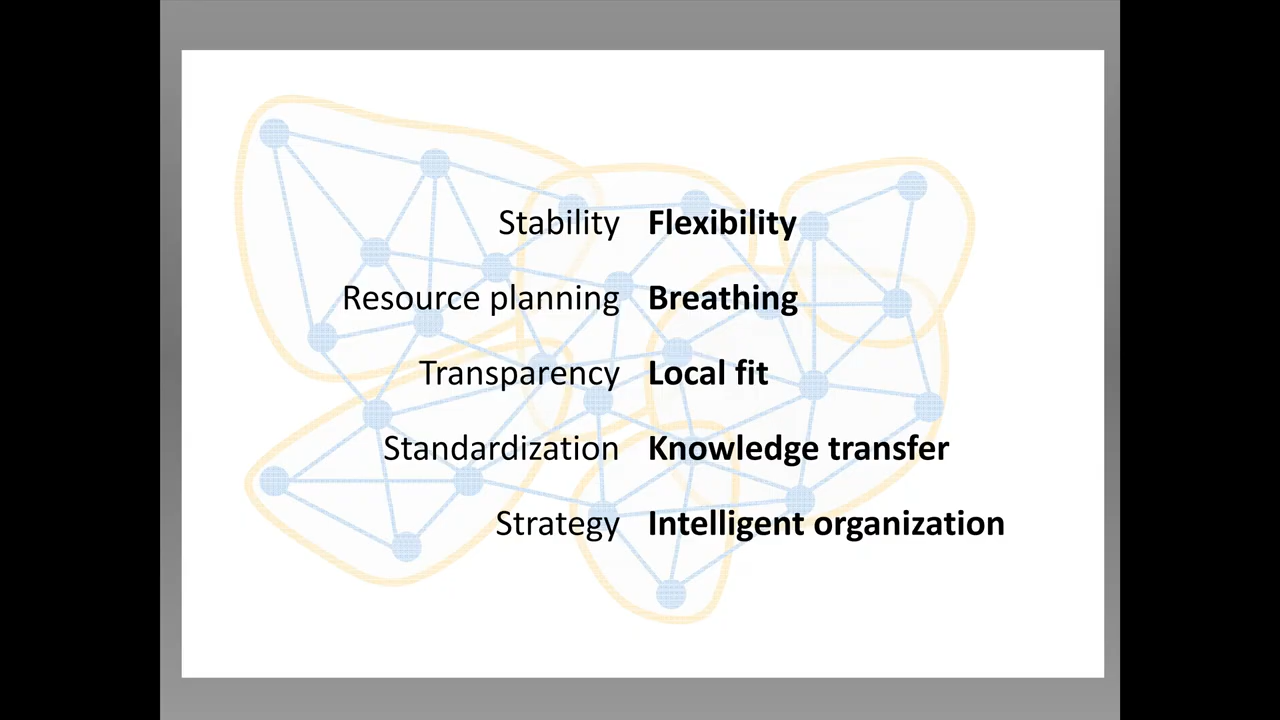 Stability Flexibility
Resource planning Breathing
Transparency Local fit
Standardization Knowledge transfer
Strategy Intelligent organization